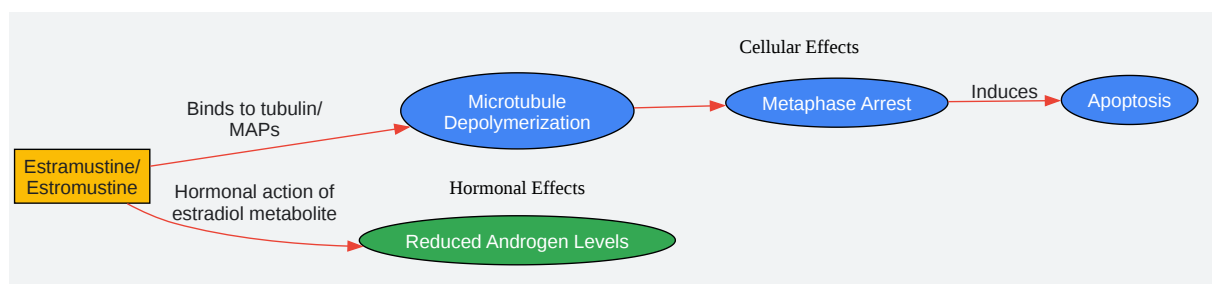 Cellular Effects
Binds to tubulin/
MAPs
Microtubule
Depolymerization
Metaphase Arrest
Induces
Apoptosis
Estramustine/
Estromustine
Hormonal action of
estradiol metabolite
Hormonal Effects
Reduced Androgen Levels